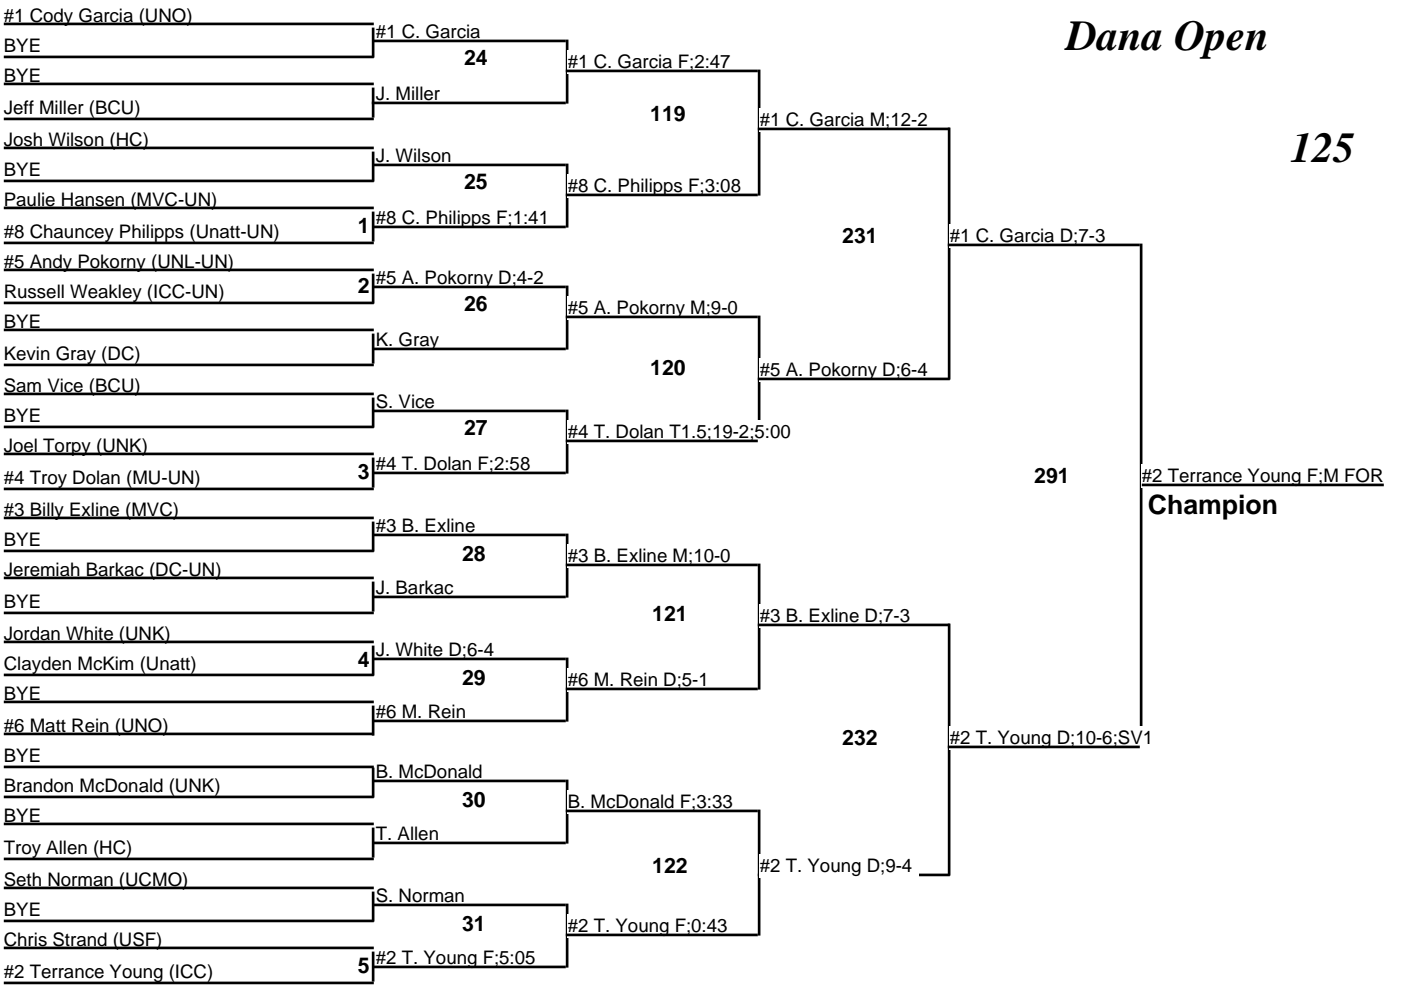 Dana Open
125
#1 Cody Garcia (UNO)
BYE
BYE
Jeff Miller (BCU)
Josh Wilson (HC)
BYE
Paulie Hansen (MVC-UN)
1
#8 Chauncey Philipps (Unatt-UN)
#5 Andy Pokorny (UNL-UN)
2
Russell Weakley (ICC-UN)
BYE
Kevin Gray (DC)
Sam Vice (BCU)
BYE
Joel Torpy (UNK)
3
#4 Troy Dolan (MU-UN)
#3 Billy Exline (MVC)
BYE
Jeremiah Barkac (DC-UN)
BYE
Jordan White (UNK)
4
Clayden McKim (Unatt)
BYE
#6 Matt Rein (UNO)
BYE
Brandon McDonald (UNK)
BYE
Troy Allen (HC)
Seth Norman (UCMO)
BYE
Chris Strand (USF)
5
#2 Terrance Young (ICC)
#1 C. Garcia
24
J. Miller
J. Wilson
25
#8 C. Philipps F;1:41
#5 A. Pokorny D;4-2
26
K. Gray
S. Vice
27
#4 T. Dolan F;2:58
#3 B. Exline
28
J. Barkac
J. White D;6-4
29
#6 M. Rein
B. McDonald
30
T. Allen
S. Norman
31
#2 T. Young F;5:05
#1 C. Garcia F;2:47
119
#8 C. Philipps F;3:08
#5 A. Pokorny M;9-0
120
#4 T. Dolan T1.5;19-2;5:00
#3 B. Exline M;10-0
121
#6 M. Rein D;5-1
B. McDonald F;3:33
122
#2 T. Young F;0:43
#1 C. Garcia M;12-2
231
#5 A. Pokorny D;6-4
#3 B. Exline D;7-3
232
#2 T. Young D;9-4
#1 C. Garcia D;7-3
291
#2 T. Young D;10-6;SV1
#2 Terrance Young F;M FOR
Champion